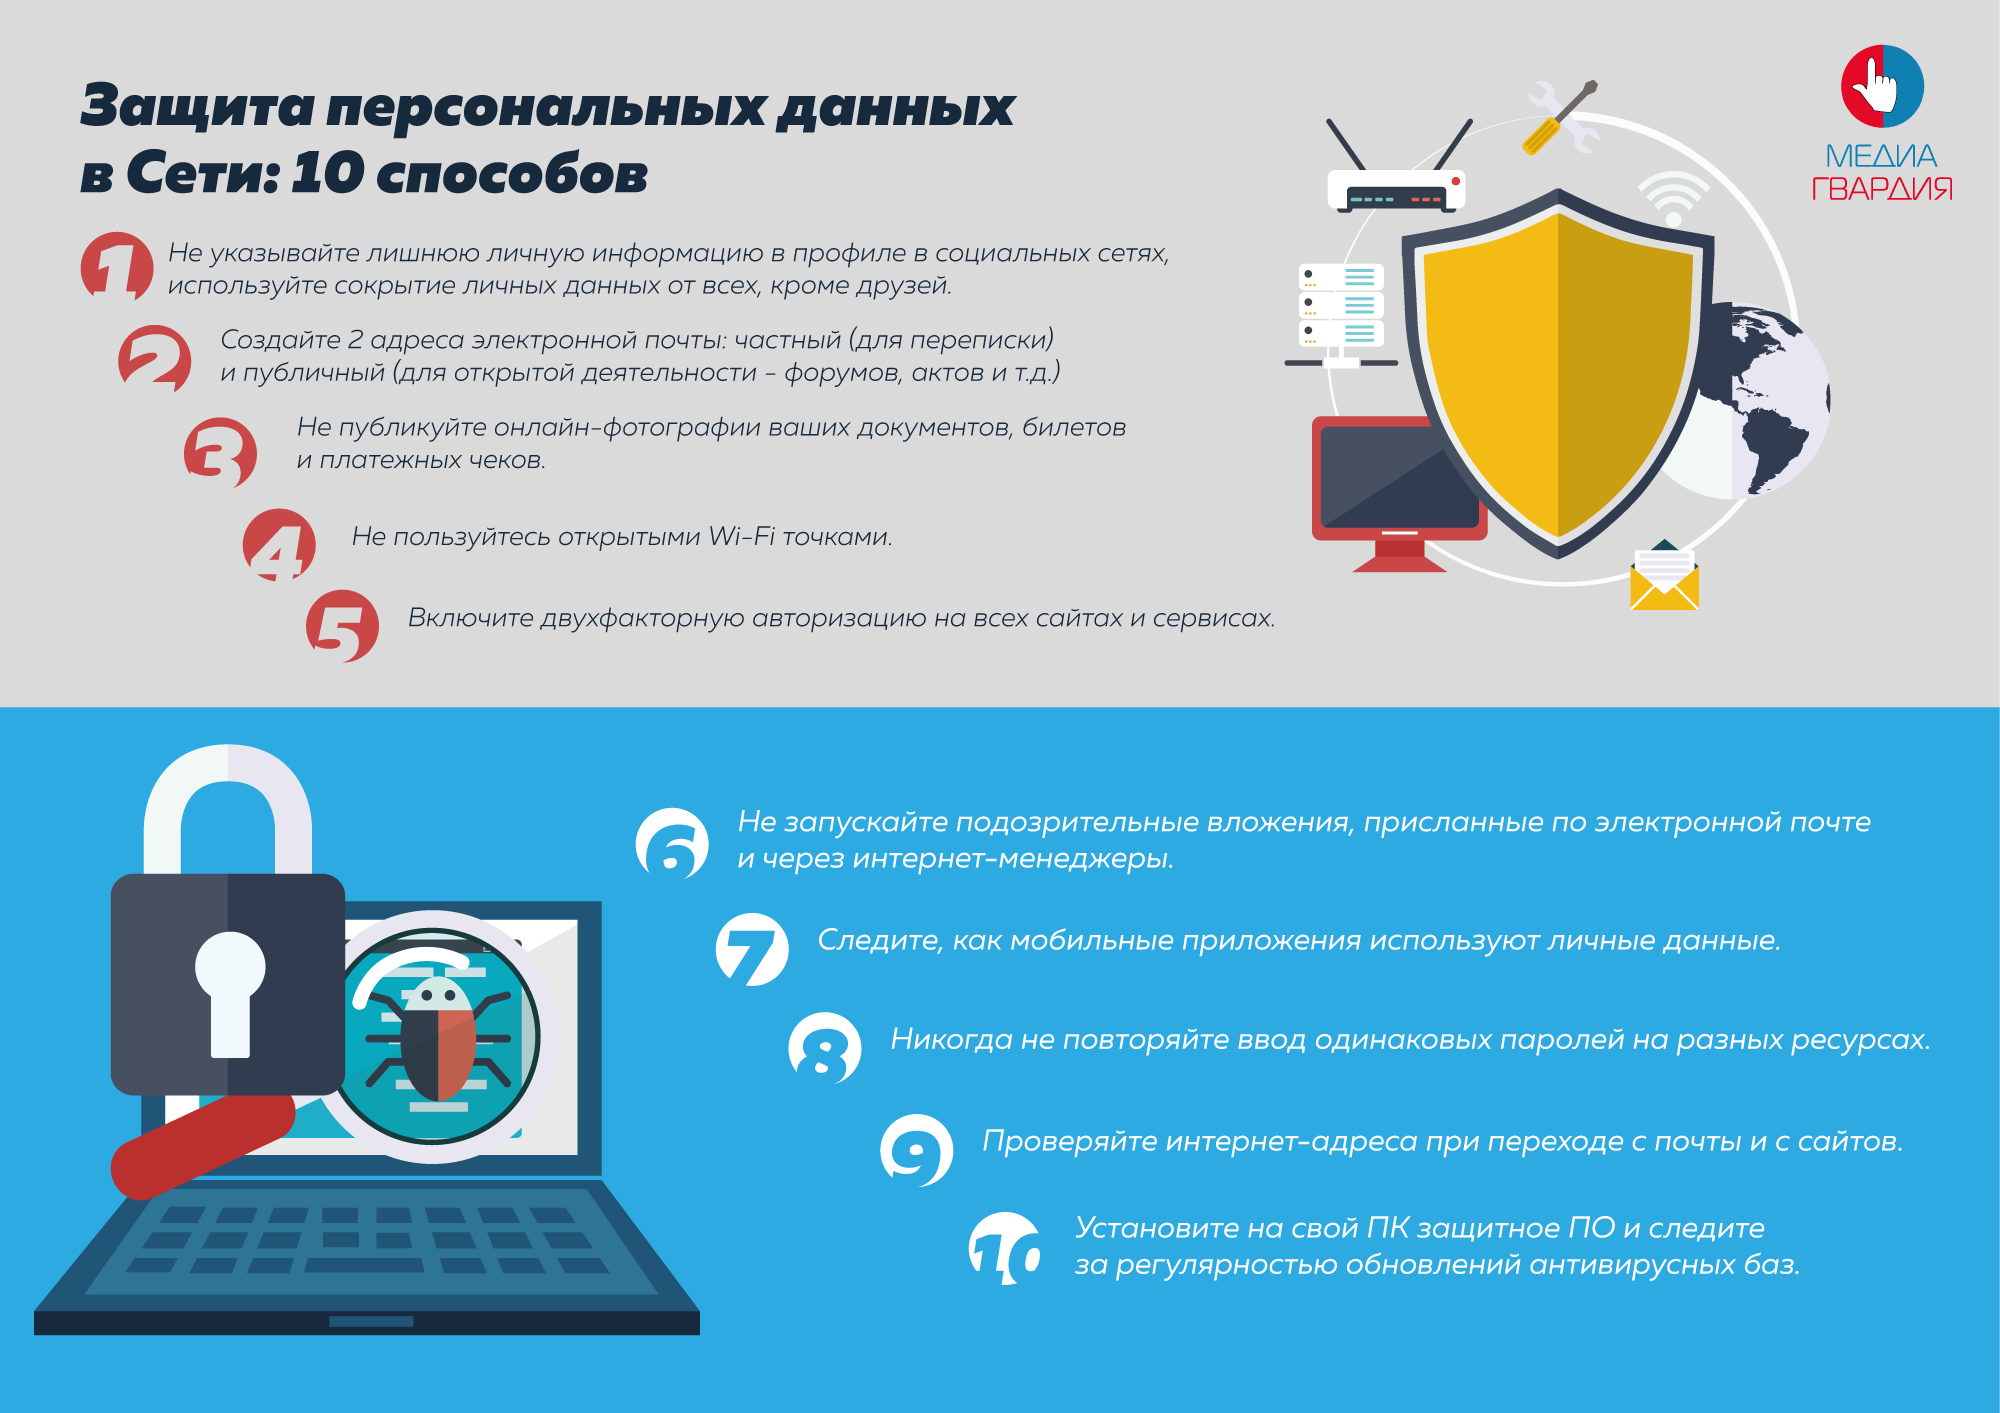 Защита персональных данных
в Сети: 10 способов
МЕДИА
ГВАРДИЯ
1
Не указывайте лишнюю личную информацию в профиле в социальных сетях,
используйте сокрытие личных данных от всех, кроме друзей.
2
Создайте 2 адреса электронной почты: частный (для переписки)
и публичный (для открытой деятельности - форумов, актов и т.д.)
3
Не публикуйте онлайн-фотографии ваших документов, билетов
и платежных чеков.
4
Не пользуйтесь открытыми Wi-Fi точками.
5
Включите двухфакторную авторизацию на всех сайтах и сервисах.
6
Не запускайте подозрительные вложения, присланные по электронной почте
и через интернет-менеджеры.
7
Следите, как мобильные приложения используют личные данные.
8
Никогда не повторяйте ввод одинаковых паролей на разных ресурсах.
9
Проверяйте интернет-адреса при переходе с почты и с сайтов.
10
Установите на свой ПК защитное ПО и следите
за регулярностью обновлений антивирусных баз.